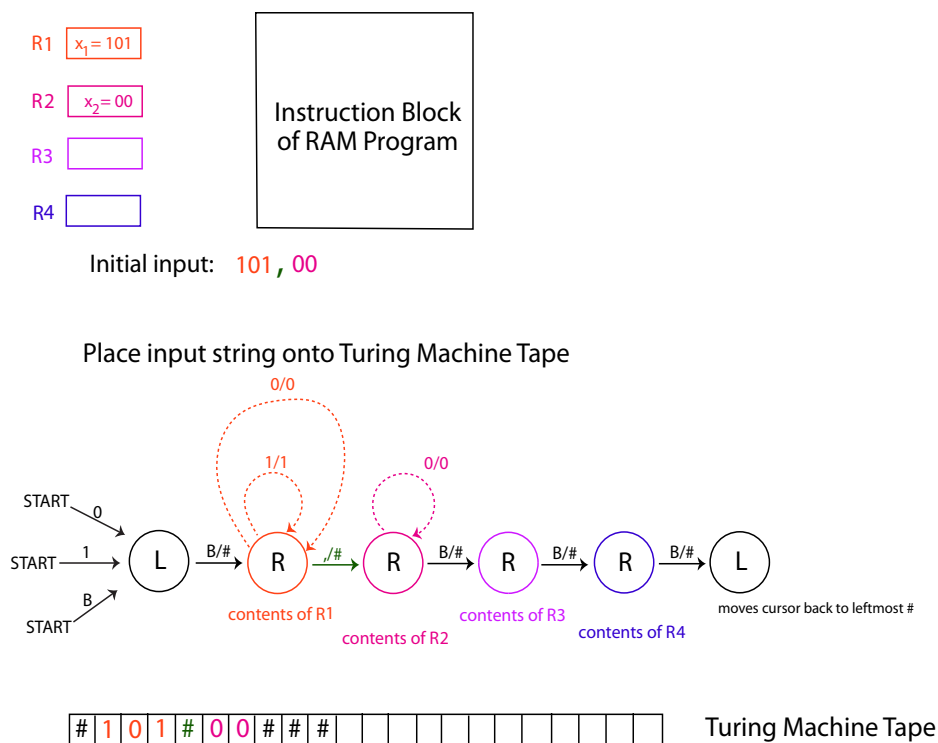 R1 x₁= 101
R2 x₂= 00
R3
R4
Instruction Block
of RAM Program
Initial input: 101 , 00
Place input string onto Turing Machine Tape
0/0
1/1
0/0
START 0
START 1
START B
L B/# R ,/# R B/# R B/# R B/# L
contents of R1
contents of R2
contents of R3
contents of R4
moves cursor back to leftmost #
# 1 0 1 # 0 0 # # #
Turing Machine Tape